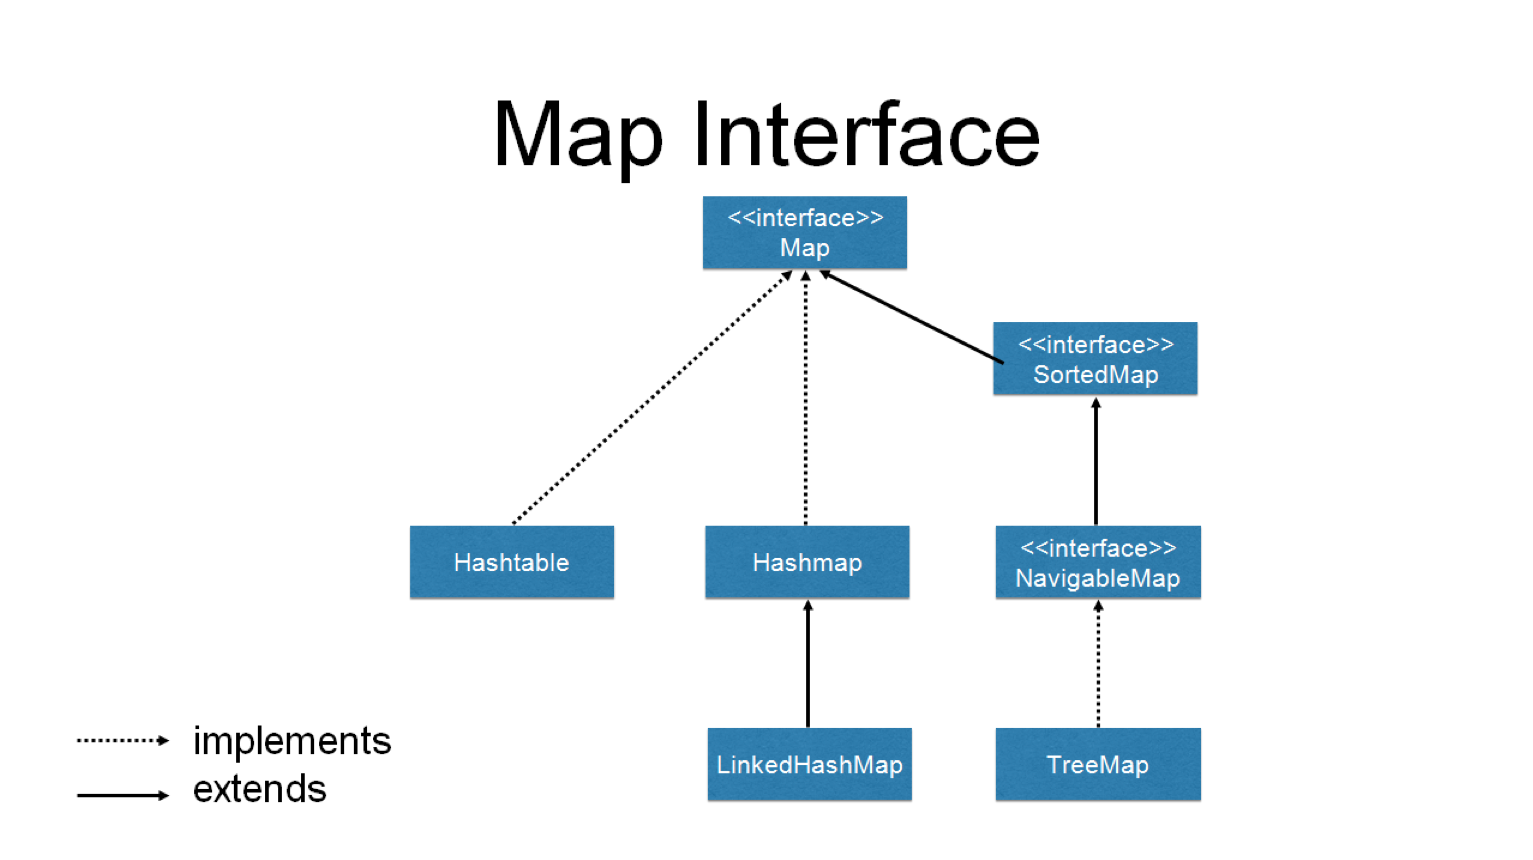 Map Interface
<<interface>>
Map
<<interface>>
SortedMap
Hashtable
Hashmap
<<interface>>
NavigableMap
LinkedHashMap
TreeMap
implements
extends